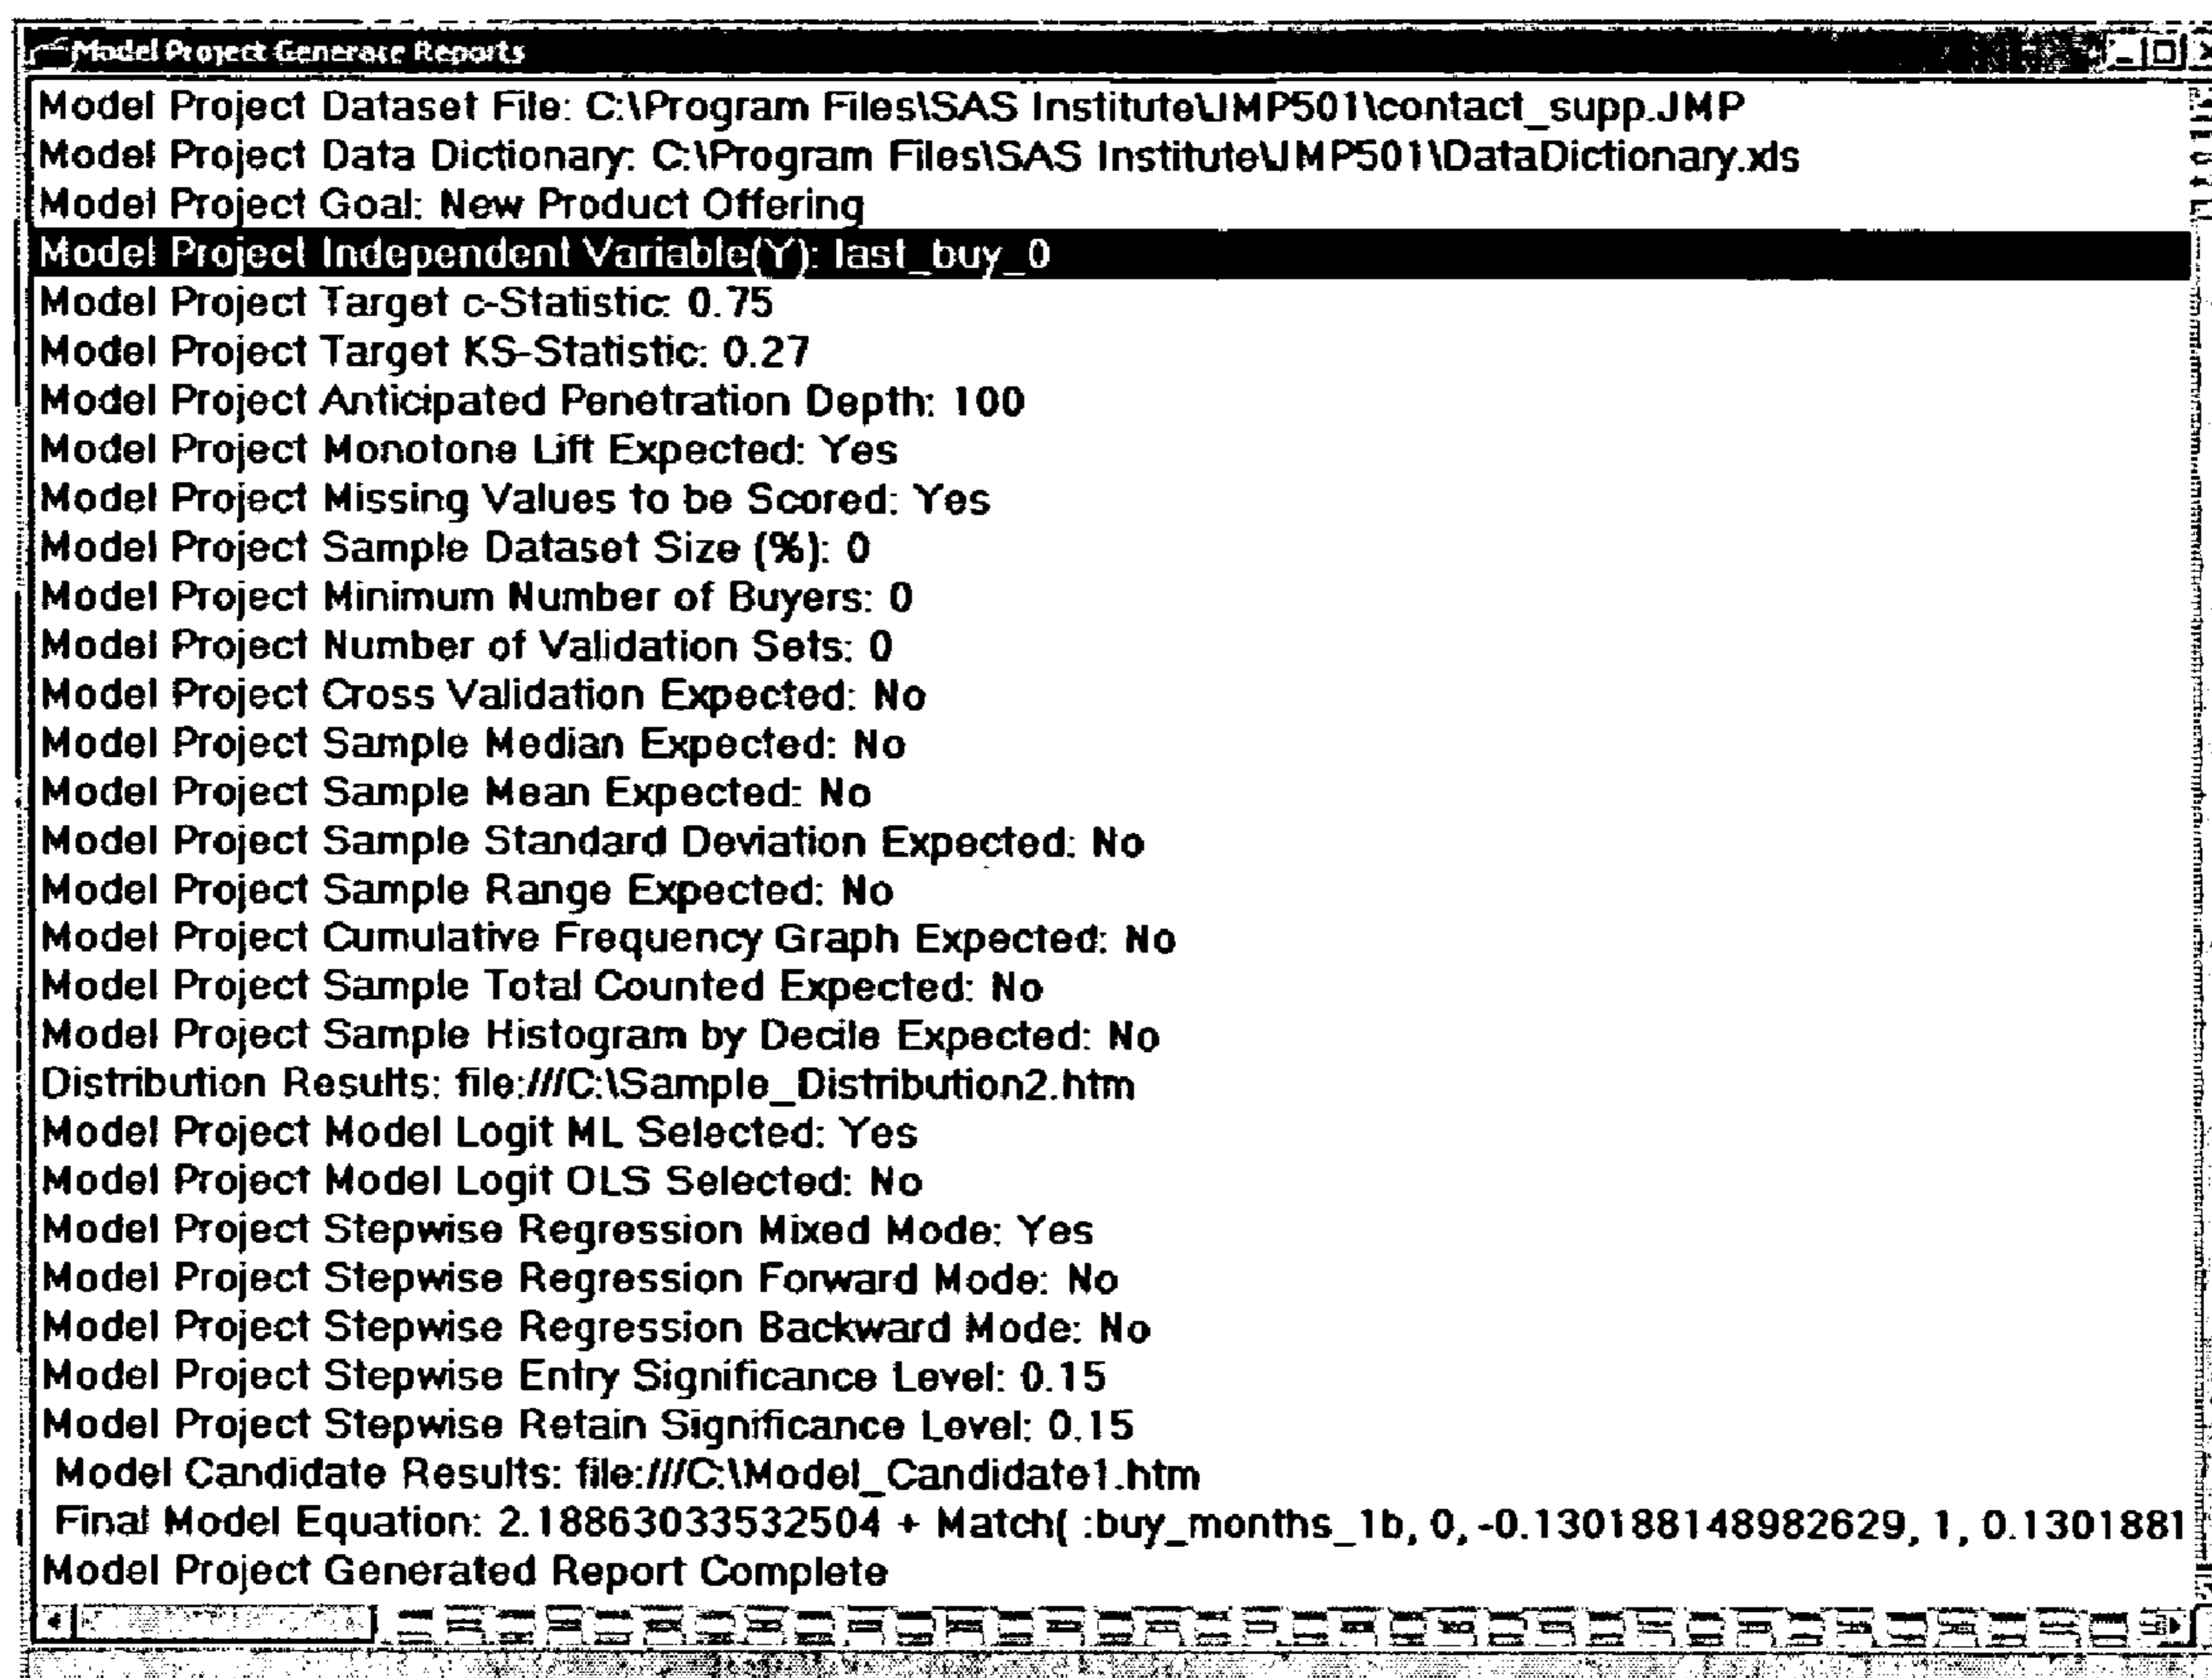 Model Project Generate Reports
Model Project Dataset File: C:\Program Files\SAS Institute\JMP501\contact_supp.JMP
Model Project Data Dictionary: C:\Program Files\SAS Institute\JMP501\DataDictionary.xls
Model Project Goal: New Product Offering
Model Project Independent Variable(Y): last_buy_0
Model Project Target c-Statistic: 0.75
Model Project Target KS-Statistic: 0.27
Model Project Anticipated Penetration Depth: 100
Model Project Monotone Lift Expected: Yes
Model Project Missing Values to be Scored: Yes
Model Project Sample Dataset Size (%): 0
Model Project Minimum Number of Buyers: 0
Model Project Number of Validation Sets: 0
Model Project Cross Validation Expected: No
Model Project Sample Median Expected: No
Model Project Sample Mean Expected: No
Model Project Sample Standard Deviation Expected: No
Model Project Sample Range Expected: No
Model Project Cumulative Frequency Graph Expected: No
Model Project Sample Total Counted Expected: No
Model Project Sample Histogram by Decile Expected: No
Distribution Results: file:///C:\Sample_Distribution2.htm
Model Project Model Logit ML Selected: Yes
Model Project Model Logit OLS Selected: No
Model Project Stepwise Regression Mixed Mode: Yes
Model Project Stepwise Regression Forward Mode: No
Model Project Stepwise Regression Backward Mode: No
Model Project Stepwise Entry Significance Level: 0.15
Model Project Stepwise Retain Significance Level: 0.15
Model Candidate Results: file:///C:\Model_Candidate1.htm
Final Model Equation: 2.18863033532504 + Match( :buy_months_1b, 0, -0.130188148982629, 1, 0.1301881
Model Project Generated Report Complete